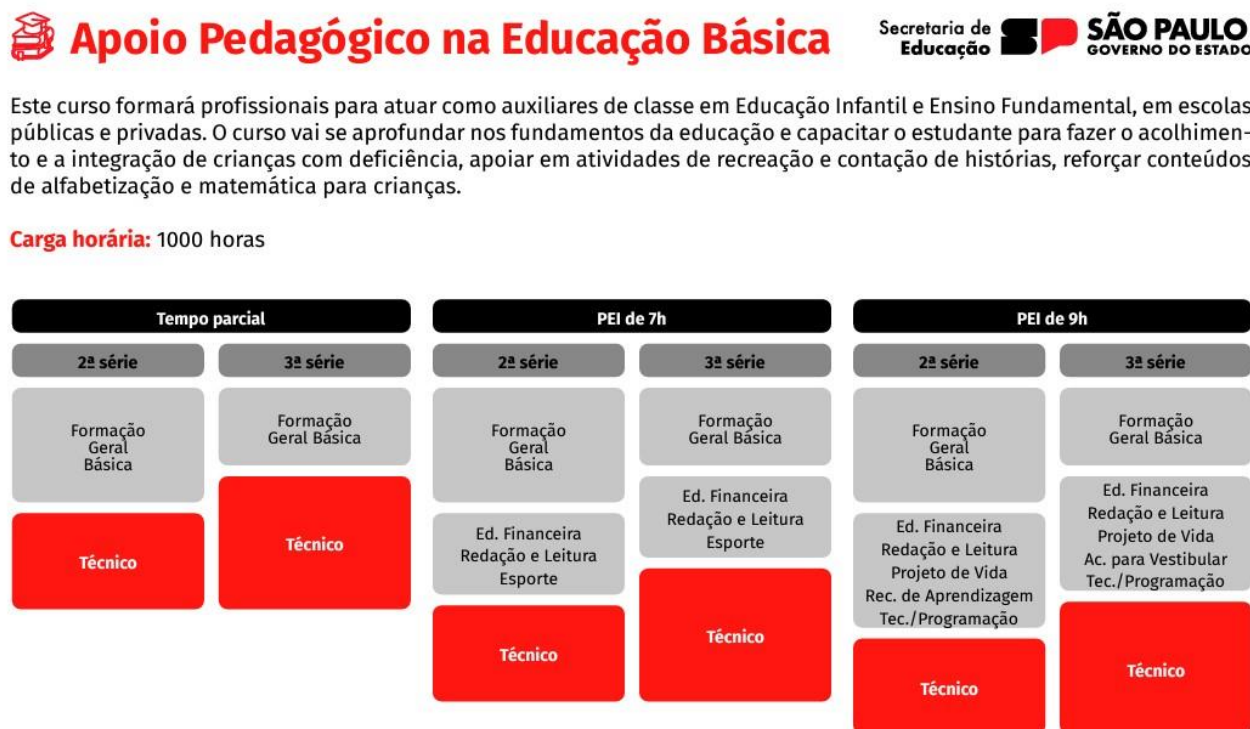 Apoio Pedagógico na Educação Básica
Secretaria de
Educação
SP
SÃO PAULO
GOVERNO DO ESTADO
Este curso formará profissionais para atuar como auxiliares de classe em Educação Infantil e Ensino Fundamental, em escolas
públicas e privadas. O curso vai se aprofundar nos fundamentos da educação e capacitar o estudante para fazer o acolhimen-
to e a integração de crianças com deficiência, apoiar em atividades de recreação e contação de histórias, reforçar conteúdos
de alfabetização e matemática para crianças.
Carga horária: 1000 horas
Tempo parcial
2ª série
Formação
Geral
Básica
Técnico
3ª série
Formação
Geral Básica
Técnico
PEI de 7h
2ª série
Formação
Geral
Básica
Ed. Financeira
Redação e Leitura
Esporte
Técnico
3ª série
Formação
Geral Básica
Ed. Financeira
Redação e Leitura
Esporte
Técnico
PEI de 9h
2ª série
Formação
Geral
Básica
Ed. Financeira
Redação e Leitura
Projeto de Vida
Rec. de Aprendizagem
Tec./Programação
Técnico
3ª série
Formação
Geral Básica
Ed. Financeira
Redação e Leitura
Projeto de Vida
Ac. para Vestibular
Tec./Programação
Técnico